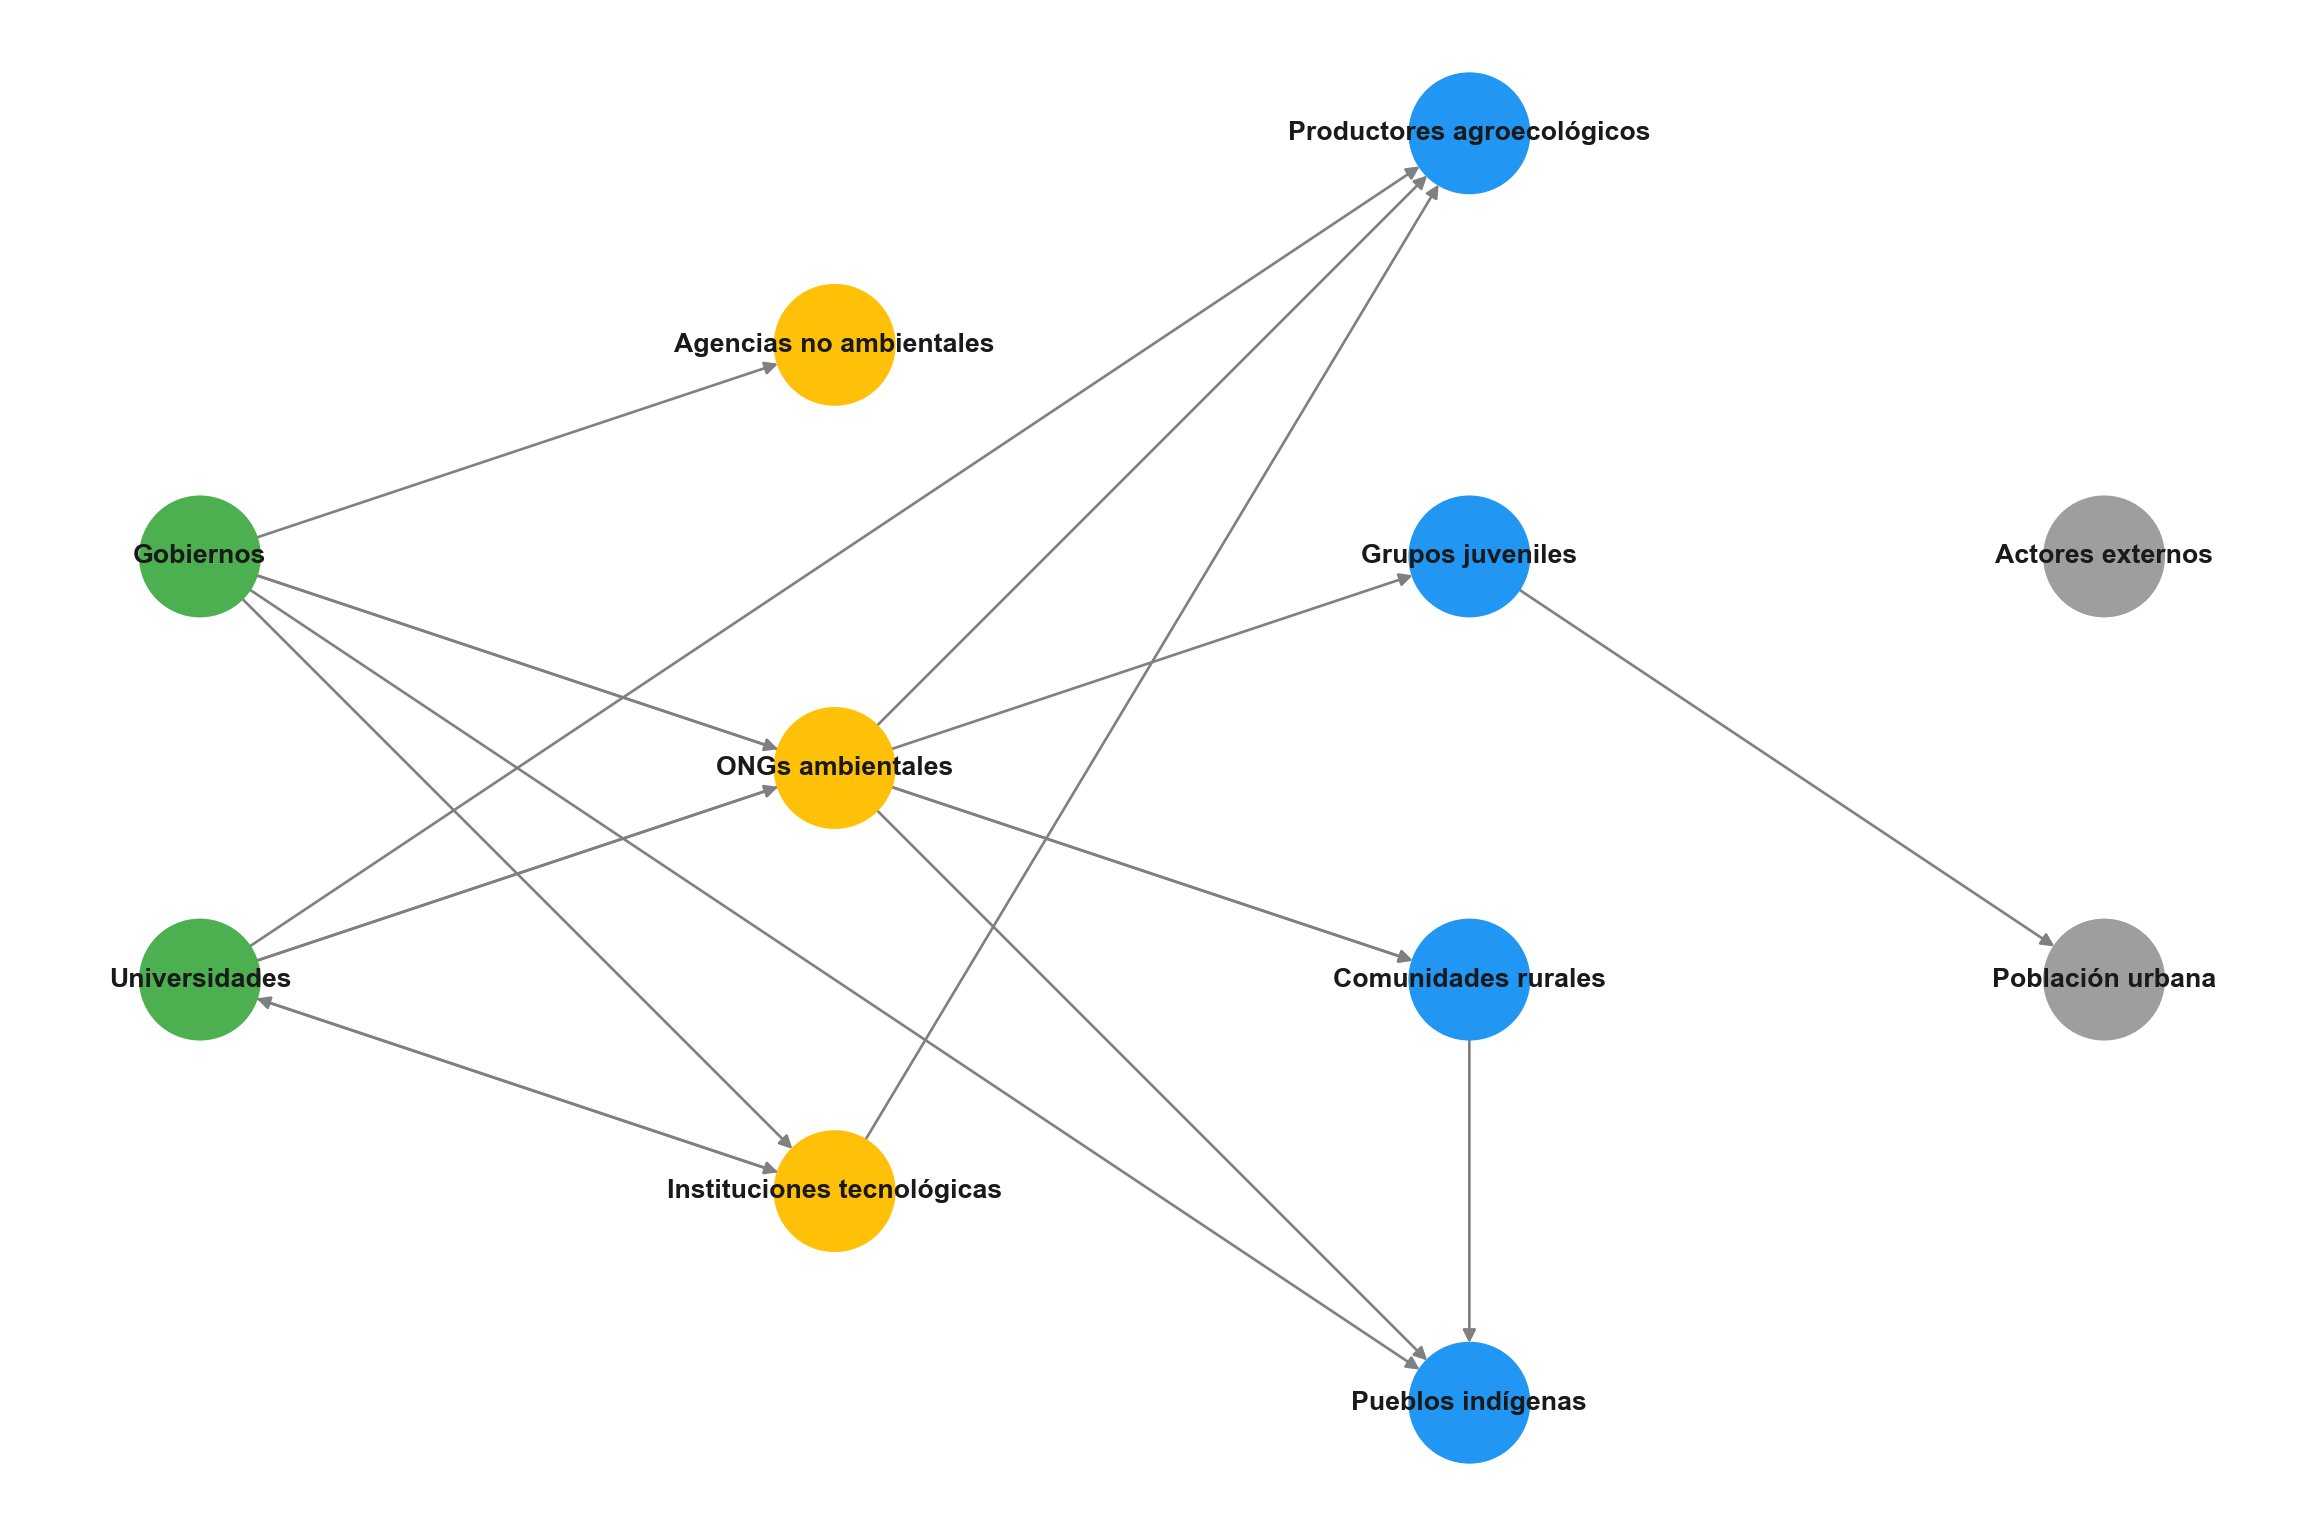 Productores agroecológicos
Agencias no ambientales
Gobiernos
Grupos juveniles
Actores externos
ONGs ambientales
Universidades
Comunidades rurales
Población urbana
Instituciones tecnológicas
Pueblos indígenas